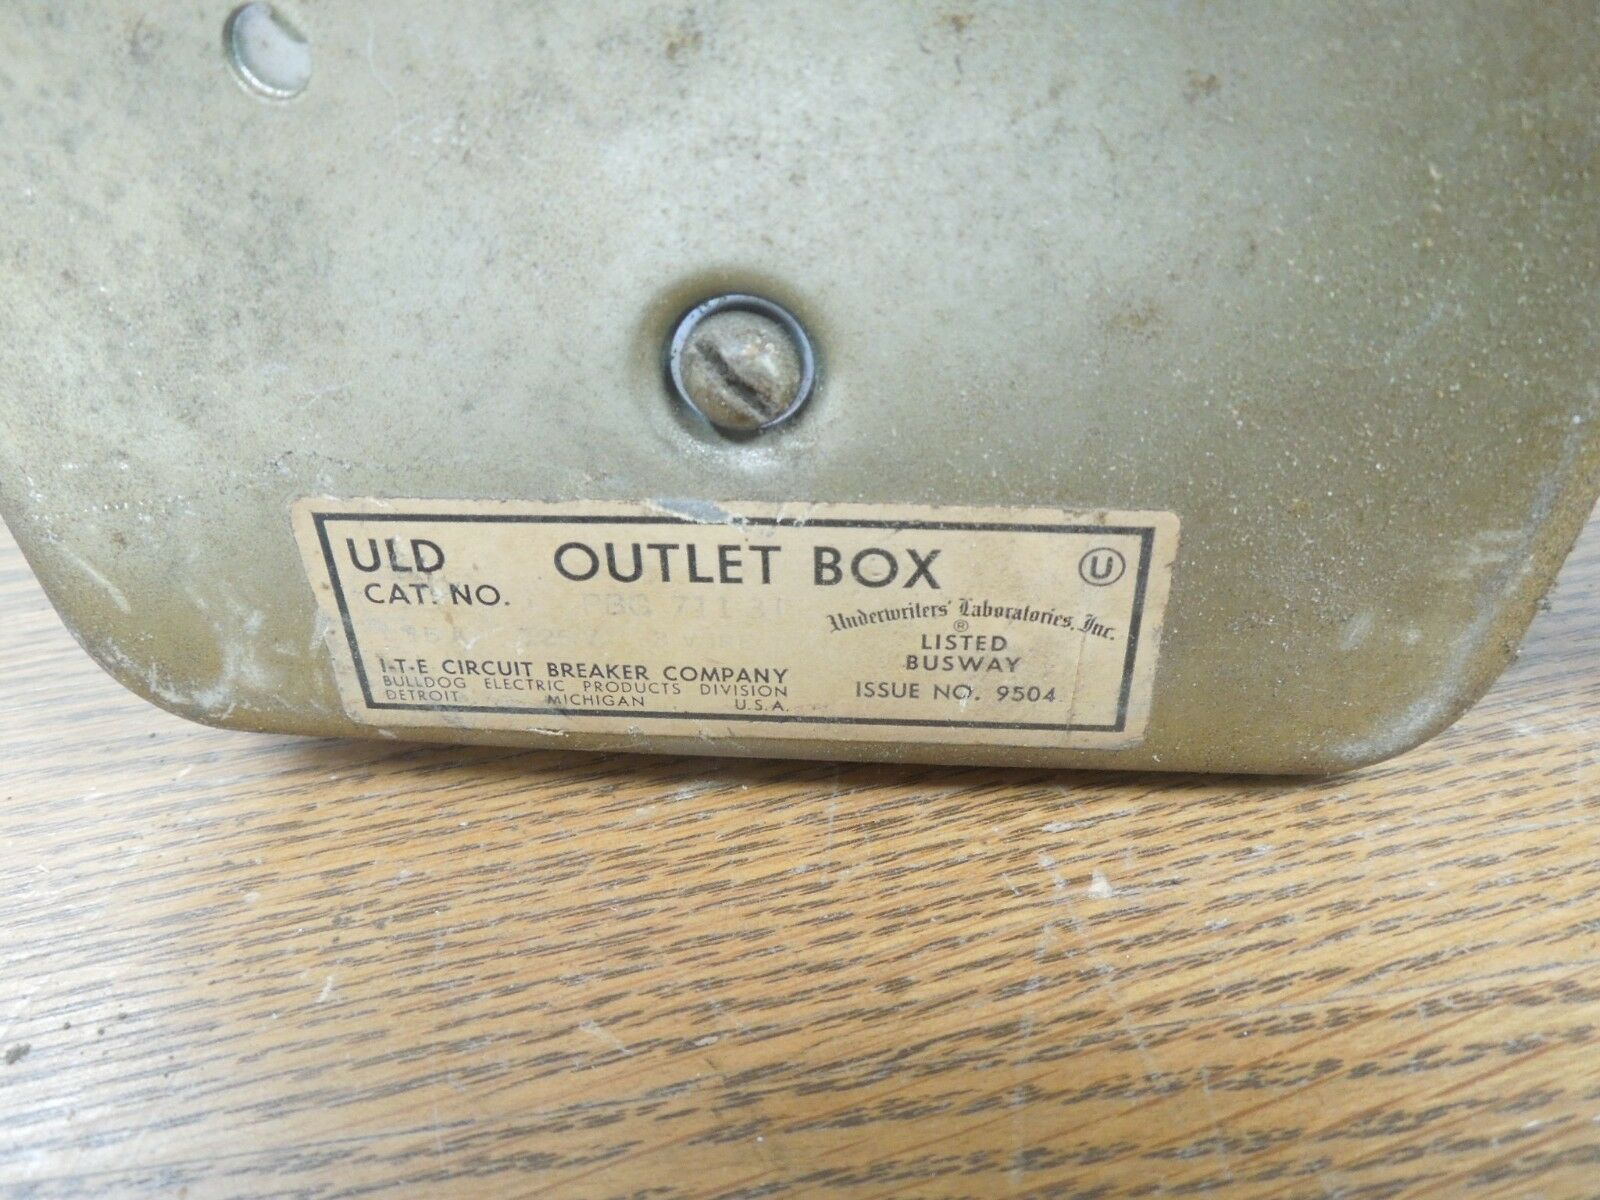 ULD OUTLET BOX U
CAT. NO.
Underwriters' Laboratories, Inc.
®
LISTED
BUSWAY
ISSUE NO. 9504
I-T-E CIRCUIT BREAKER COMPANY
BULLDOG ELECTRIC PRODUCTS DIVISION
DETROIT MICHIGAN U.S.A.